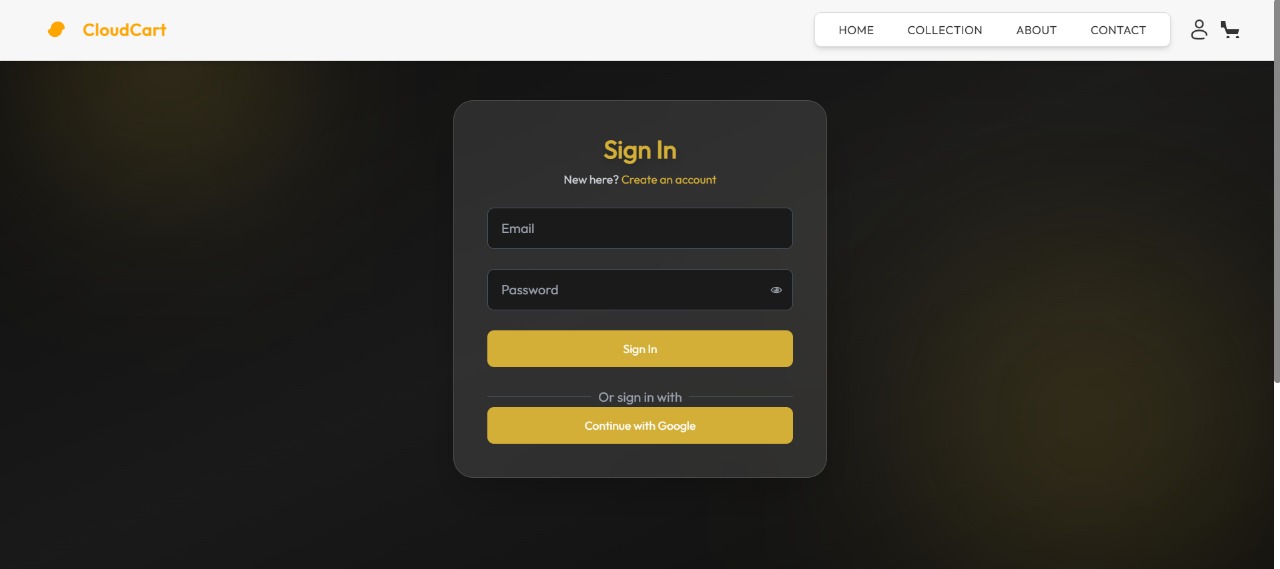 CloudCart
HOME COLLECTION ABOUT CONTACT
Sign In
New here? Create an account
Email
Password
Sign In
Or sign in with
Continue with Google